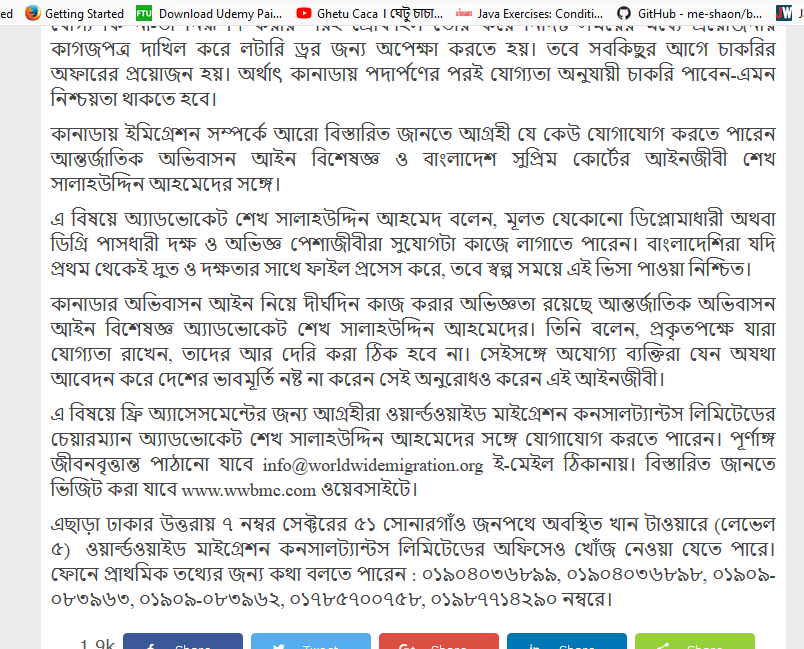 ed Getting Started Download Udemy Pai... Ghetu Caca । ঘেটু চাচা... Java Exercises: Conditi... GitHub - me-shaon/b...
কাগজপত্র দাখিল করে লটারি ড্রর জন্য অপেক্ষা করতে হয়। তবে সবকিছুর আগে চাকরির
অফারের প্রয়োজন হয়। অর্থাৎ কানাডায় পদার্পণের পরই যোগ্যতা অনুযায়ী চাকরি পাবেন-এমন
নিশ্চয়তা থাকতে হবে।
কানাডায় ইমিগ্রেশন সম্পর্কে আরো বিস্তারিত জানতে আগ্রহী যে কেউ যোগাযোগ করতে পারেন
আন্তর্জাতিক অভিবাসন আইন বিশেষজ্ঞ ও বাংলাদেশ সুপ্রিম কোর্টের আইনজীবী শেখ
সালাহউদ্দিন আহমেদের সঙ্গে।
এ বিষয়ে অ্যাডভোকেট শেখ সালাহউদ্দিন আহমেদ বলেন, মূলত যেকোনো ডিপ্লোমাধারী অথবা
ডিগ্রি পাসধারী দক্ষ ও অভিজ্ঞ পেশাজীবীরা সুযোগটা কাজে লাগাতে পারেন। বাংলাদেশিরা যদি
প্রথম থেকেই দ্রুত ও দক্ষতার সাথে ফাইল প্রসেস করে, তবে স্বল্প সময়ে এই ভিসা পাওয়া নিশ্চিত।
কানাডার অভিবাসন আইন নিয়ে দীর্ঘদিন কাজ করার অভিজ্ঞতা রয়েছে আন্তর্জাতিক অভিবাসন
আইন বিশেষজ্ঞ অ্যাডভোকেট শেখ সালাহউদ্দিন আহমেদের। তিনি বলেন, প্রকৃতপক্ষে যারা
যোগ্যতা রাখেন, তাদের আর দেরি করা ঠিক হবে না। সেইসঙ্গে অযোগ্য ব্যক্তিরা যেন অযথা
আবেদন করে দেশের ভাবমূর্তি নষ্ট না করেন সেই অনুরোধও করেন এই আইনজীবী।
এ বিষয়ে ফ্রি অ্যাসেসমেন্টের জন্য আগ্রহীরা ওয়ার্ল্ডওয়াইড মাইগ্রেশন কনসালট্যান্টস লিমিটেডের
চেয়ারম্যান অ্যাডভোকেট শেখ সালাহউদ্দিন আহমেদের সঙ্গে যোগাযোগ করতে পারেন। পূর্ণাঙ্গ
জীবনবৃত্তান্ত পাঠানো যাবে info@worldwidemigration.org ই-মেইল ঠিকানায়। বিস্তারিত জানতে
ভিজিট করা যাবে www.wwbmc.com ওয়েবসাইটে।
এছাড়া ঢাকার উত্তরায় ৭ নম্বর সেক্টরের ৫১ সোনারগাঁও জনপথে অবস্থিত খান টাওয়ারে (লেভেল
৫) ওয়ার্ল্ডওয়াইড মাইগ্রেশন কনসালট্যান্টস লিমিটেডের অফিসেও খোঁজ নেওয়া যেতে পারে।
ফোনে প্রাথমিক তথ্যের জন্য কথা বলতে পারেন : ০১৯০৪০৩৬৮৯৯, ০১৯০৪০৩৬৮৯৮, ০১৯০৯-
০৮৩৯৬৩, ০১৯০৯-০৮৩৯৬২, ০১৭৮৫৭০০৭৫৮, ০১৯৮৭৭১৪২৯০ নম্বরে।
1.9k Share Tweet Share Share Share